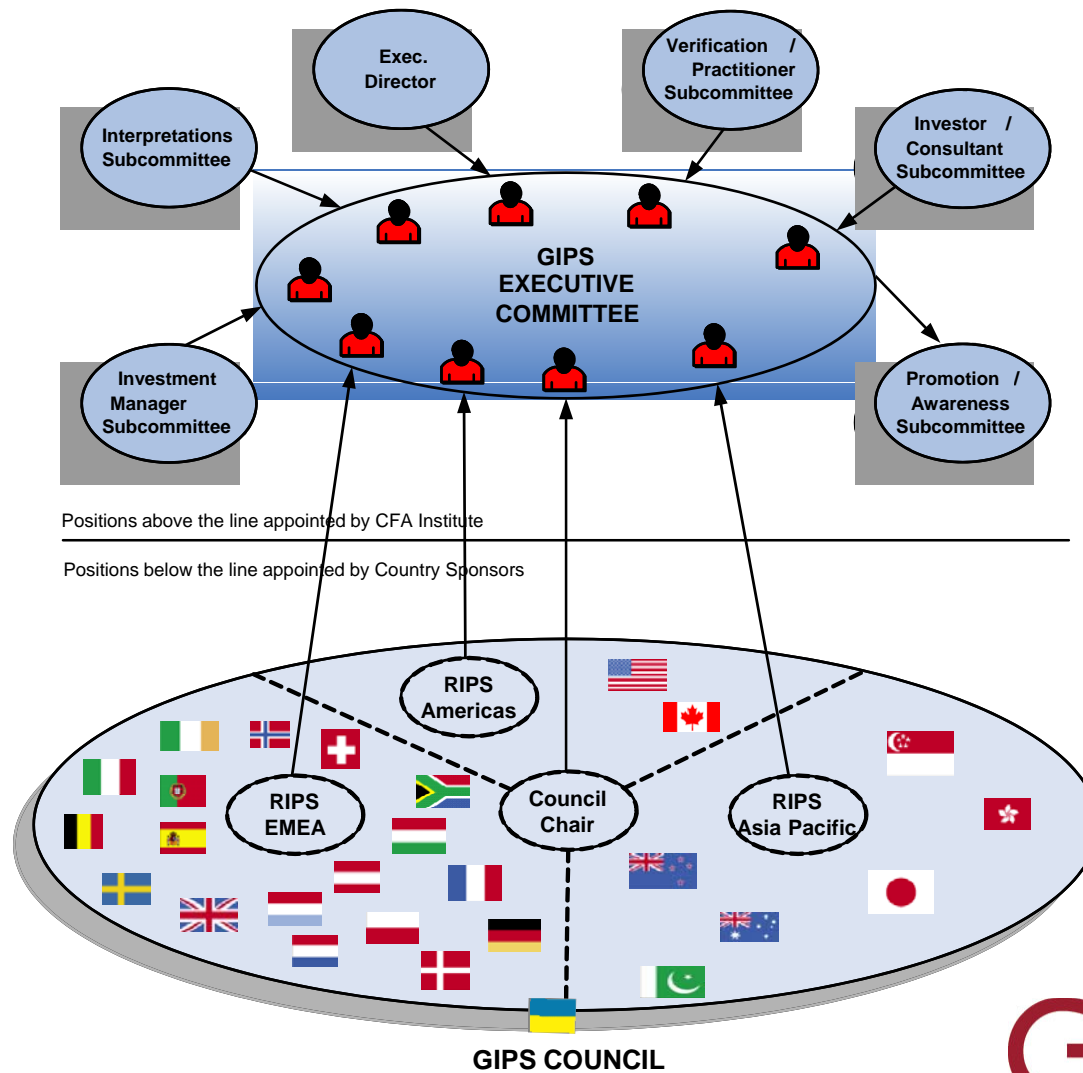 Exec.
Director
Verification /
Practitioner
Subcommittee
Interpretations
Subcommittee
Investor /
Consultant
Subcommittee
GIPS
EXECUTIVE
COMMITTEE
Investment
Manager
Subcommittee
Promotion /
Awareness
Subcommittee
Positions above the line appointed by CFA Institute
Positions below the line appointed by Country Sponsors
RIPS
Americas
RIPS
EMEA
Council
Chair
RIPS
Asia Pacific
GIPS COUNCIL
G